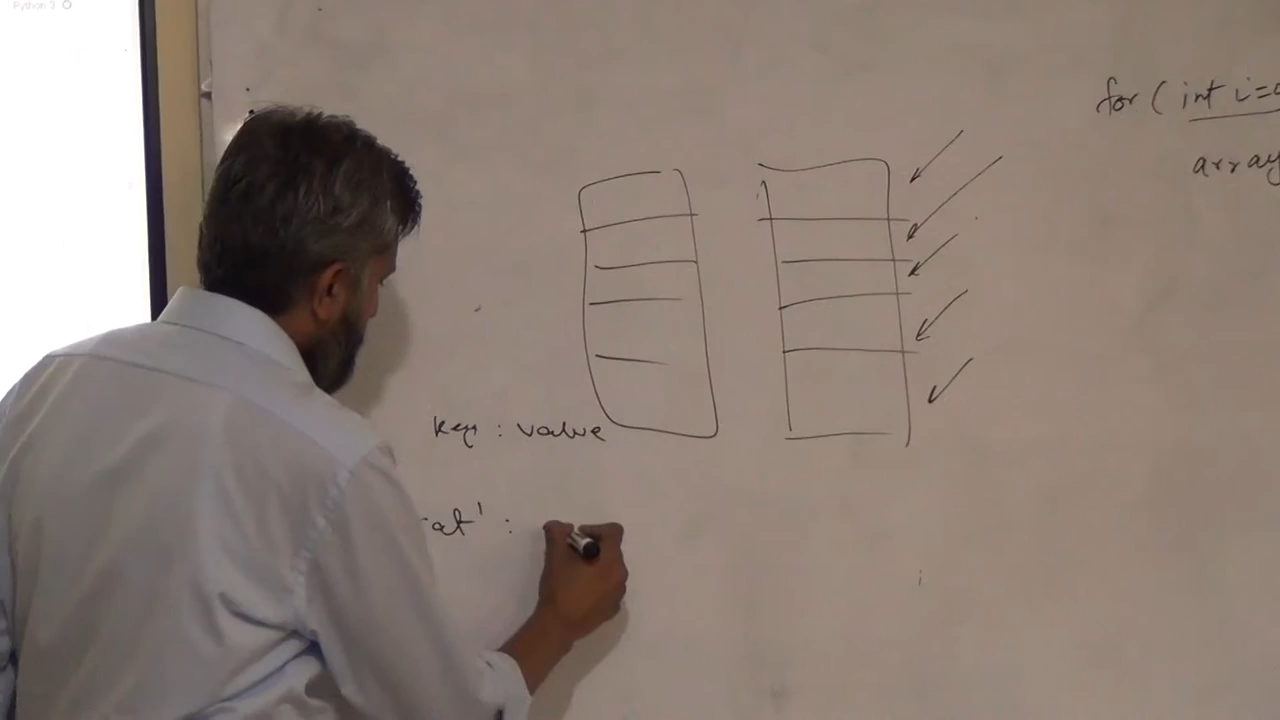 Python 3
for ( int i=
array
key : value
at' :